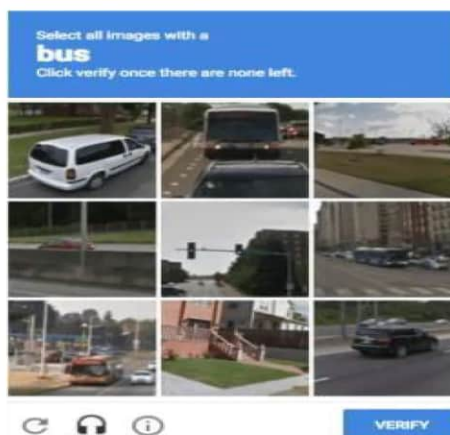 Select all images with a
bus
Click verify once there are none left.
VERIFY